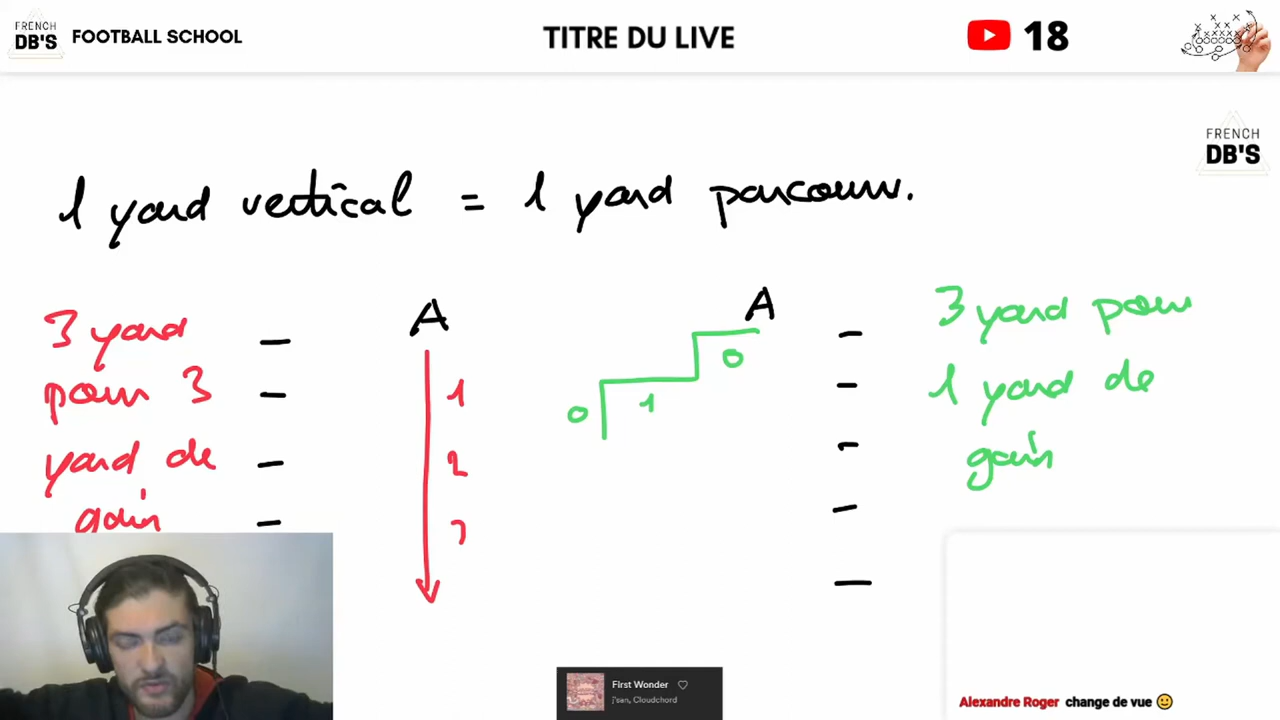 FRENCH
DB'S
FOOTBALL SCHOOL
TITRE DU LIVE
18
FRENCH
DB'S
1 yard vertical = 1 yard parcouru.
3 yard
pour 3
yard de
gain
A
1
2
3
A
0
1
0
3 yard pour
1 yard de
gain
First Wonder
j'san, Cloudchord
Alexandre Roger change de vue 🙂